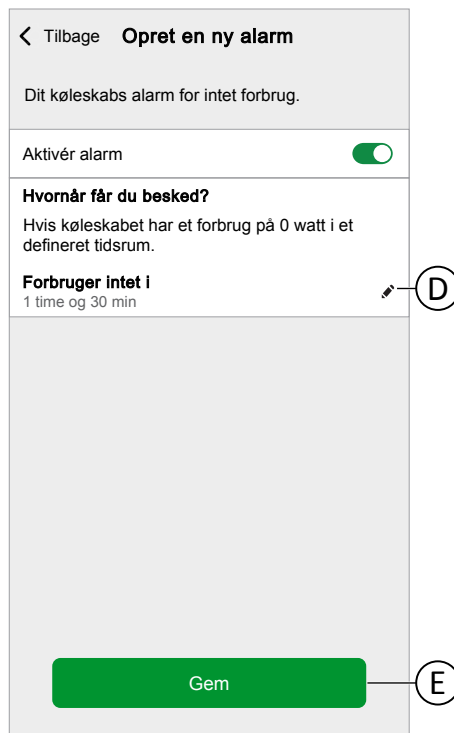 Tilbage Opret en ny alarm
Dit køleskabs alarm for intet forbrug.
Aktivér alarm
Hvornår får du besked?
Hvis køleskabet har et forbrug på 0 watt i et
defineret tidsrum.
Forbruger intet i
1 time og 30 min
D
Gem
E